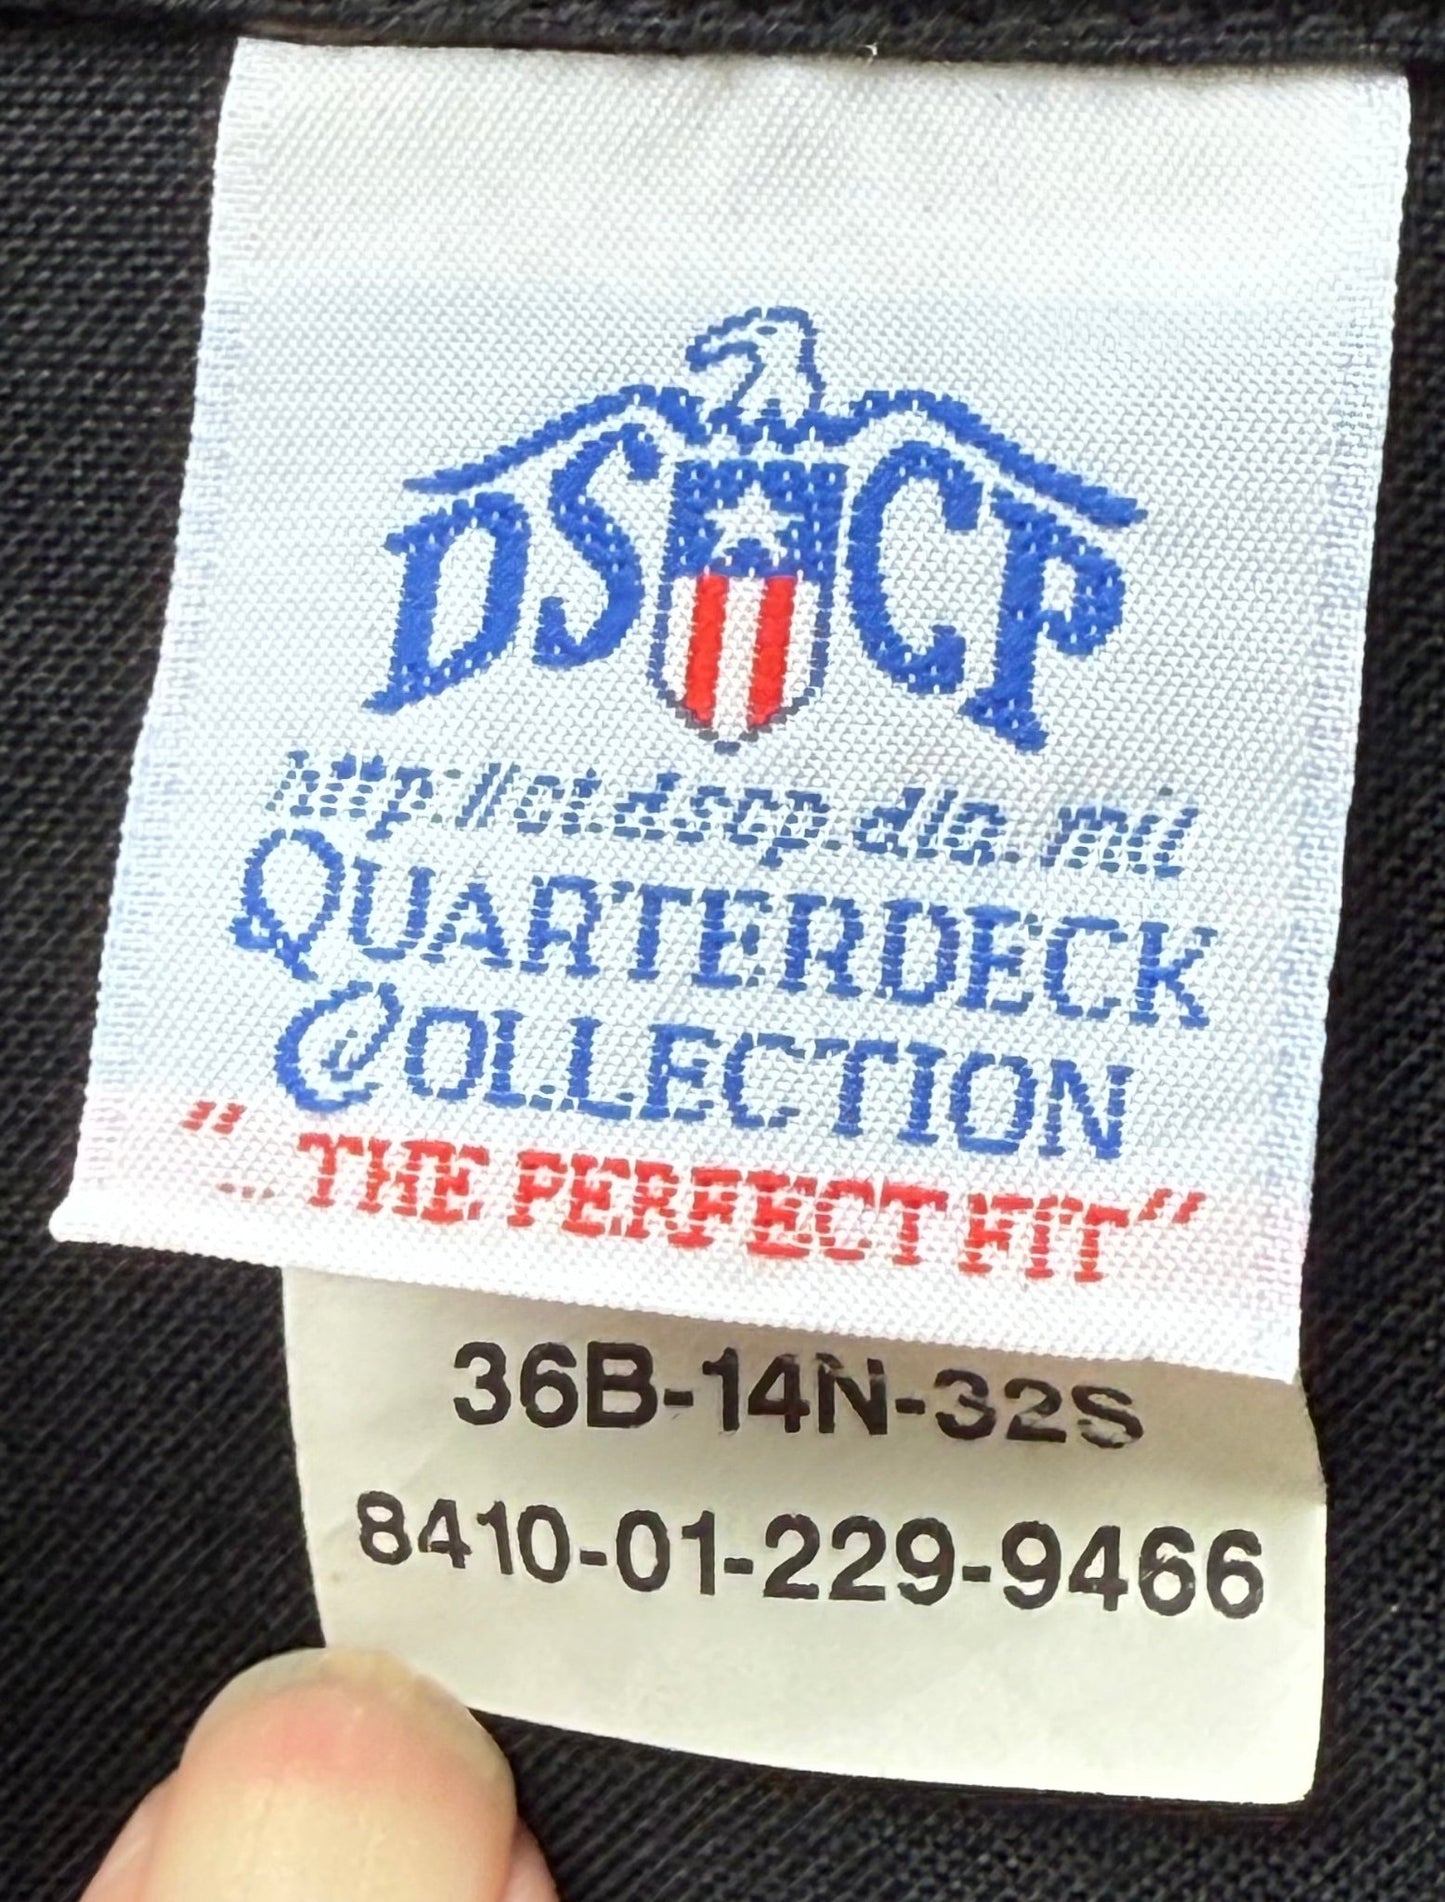 DSCP
http://ct.dscp.dla.mil
QUARTERDECK
COLLECTION
"THE PERFECT FIT"
36B-14N-32S
8410-01-229-9466